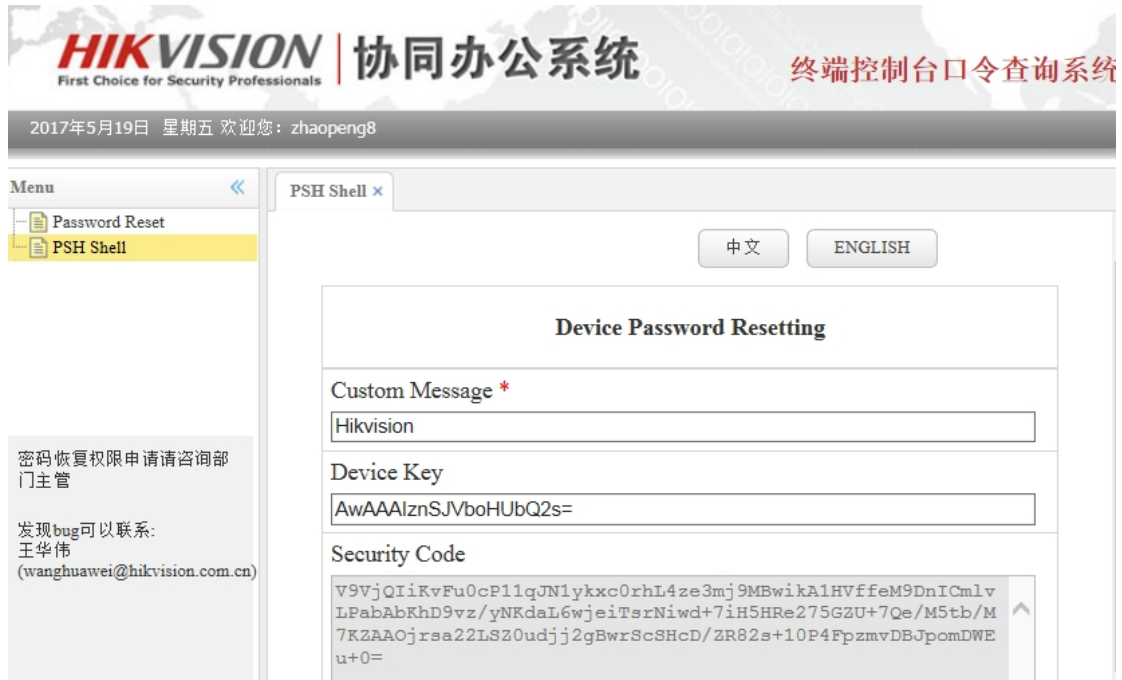 HIKVISION 协同办公系统
First Choice for Security Professionals
终端控制台口令查询系统
2017年5月19日 星期五 欢迎您: zhaopeng8
Menu
Password Reset
PSH Shell
密码恢复权限申请请咨询部
门主管
发现bug可以联系:
王华伟
(wanghuawei@hikvision.com.cn)
PSH Shell ×
中文 ENGLISH
Device Password Resetting
Custom Message *
Hikvision
Device Key
AwAAAIznSJVboHUbQ2s=
Security Code
V9VjQIiKvFu0cP11qJN1ykxc0rhL4ze3mj9MBwikA1HVffeM9DnICmlv
LPabAbKhD9vz/yNKdaL6wjeiTsrNiwd+7iH5HRe275GZU+7Qe/M5tb/M
7KZAAOjrsa22LSZ0udjj2gBwrScSHcD/ZR82s+10P4FpzmvDBJpomDWE
u+0=